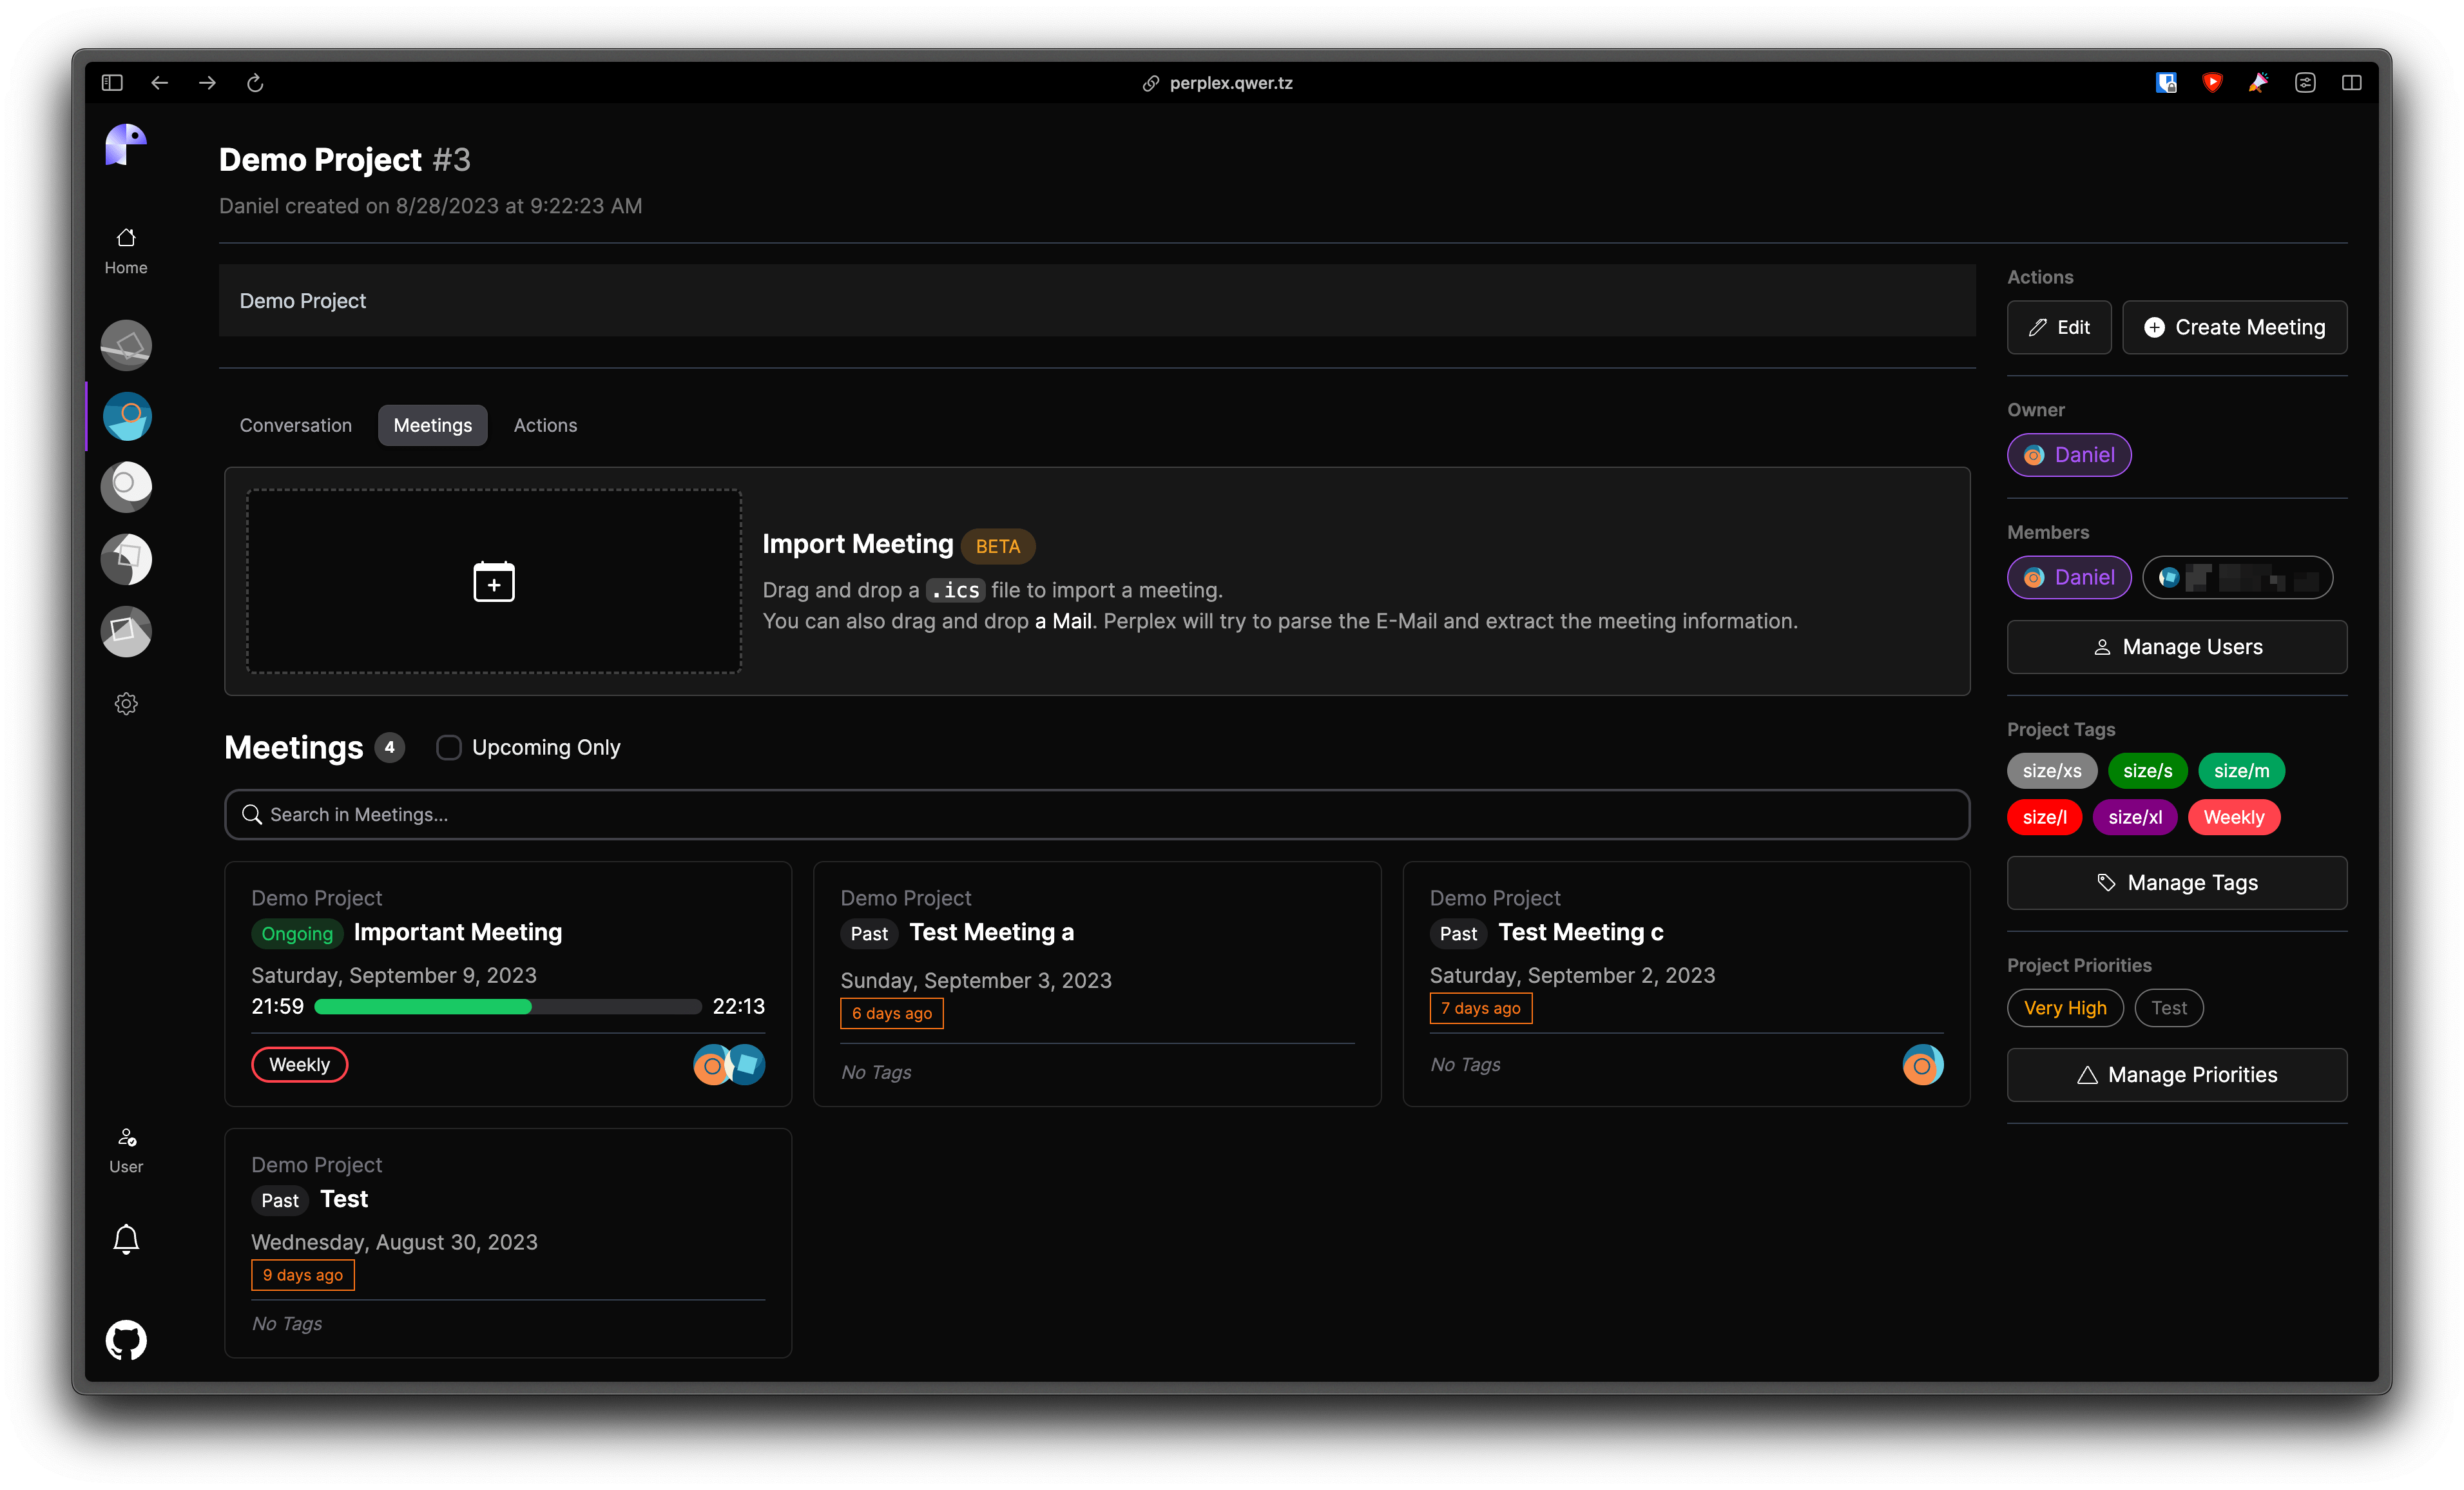 perplex.qwer.tz
Demo Project #3
Daniel created on 8/28/2023 at 9:22:23 AM
Home
Demo Project
Conversation
Meetings
Actions
Import Meeting BETA
Drag and drop a .ics file to import a meeting.
You can also drag and drop a Mail. Perplex will try to parse the E-Mail and extract the meeting information.
Meetings 4
Upcoming Only
Search in Meetings...
Demo Project
Ongoing Important Meeting
Saturday, September 9, 2023
21:59 22:13
Weekly
Demo Project
Past Test Meeting a
Sunday, September 3, 2023
6 days ago
No Tags
Demo Project
Past Test Meeting c
Saturday, September 2, 2023
7 days ago
No Tags
Demo Project
Past Test
Wednesday, August 30, 2023
9 days ago
No Tags
User
Actions
Edit
Create Meeting
Owner
Daniel
Members
Daniel
Manage Users
Project Tags
size/xs size/s size/m
size/l size/xl Weekly
Manage Tags
Project Priorities
Very High Test
Manage Priorities